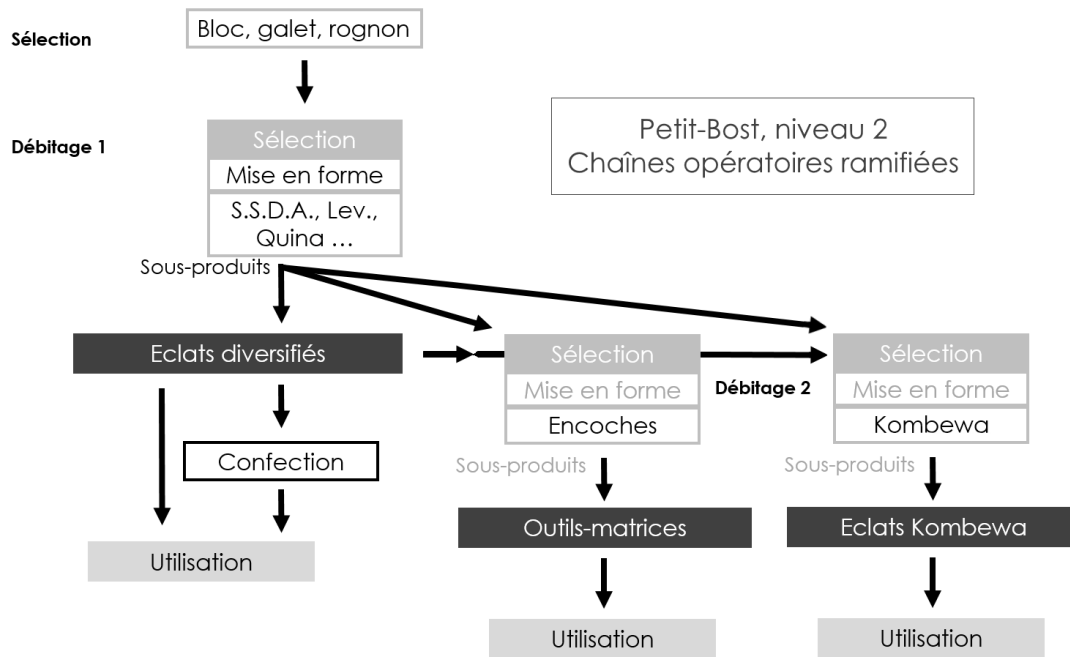 Sélection
Bloc, galet, rognon
Débitage 1
Sélection
Mise en forme
S.S.D.A., Lev.,
Quina ...
Petit-Bost, niveau 2
Chaînes opératoires ramifiées
Sous-produits
Eclats diversifiés
Sélection
Mise en forme
Encoches
Débitage 2
Sélection
Mise en forme
Kombewa
Confection
Sous-produits
Sous-produits
Outils-matrices
Eclats Kombewa
Utilisation
Utilisation
Utilisation